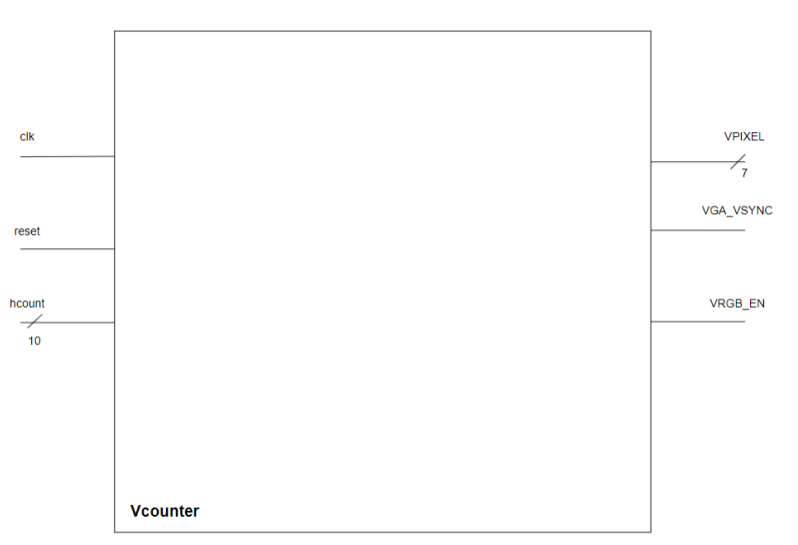 clk
reset
hcount
10
VPIXEL
7
VGA_VSYNC
VRGB_EN
Vcounter